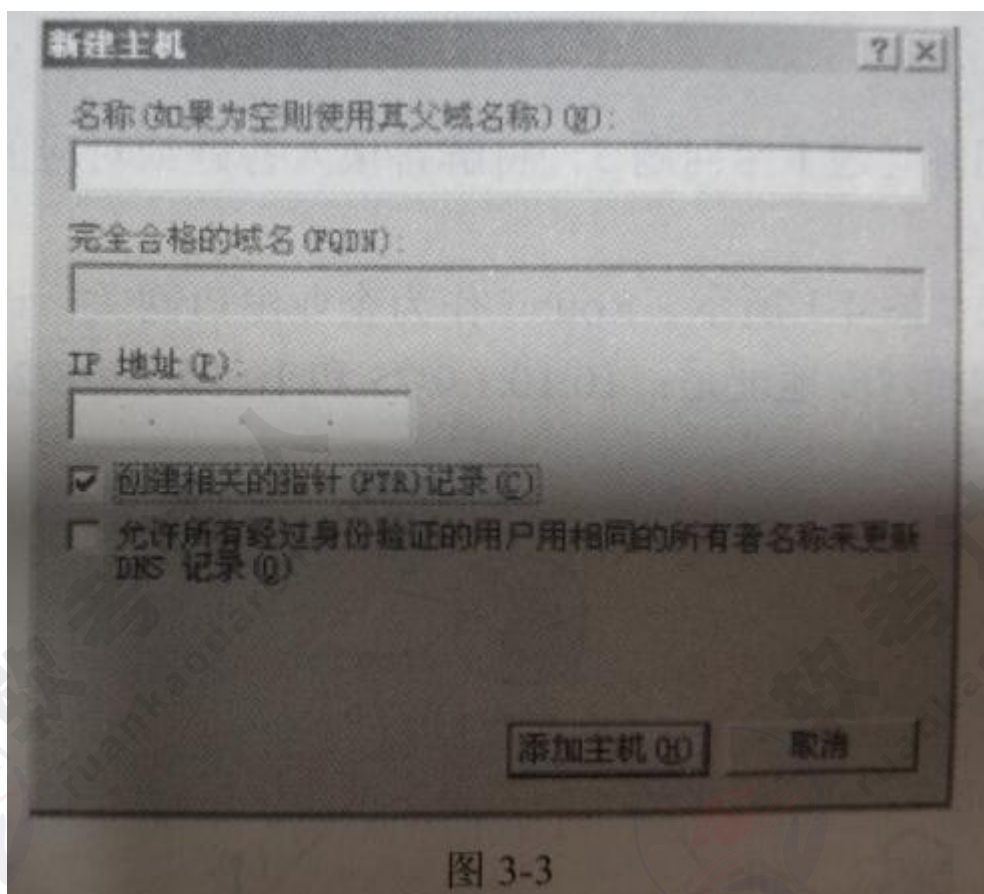 新建主机
名称(如果为空则使用其父域名称)(N):
完全合格的域名(FQDN):
IP 地址(P):
创建相关的指针(PTR)记录(C)
允许所有经过身份验证的用户用相同的所有者名称来更新
DNS 记录(O)
添加主机(H)
取消
图 3-3
ruankaodaren